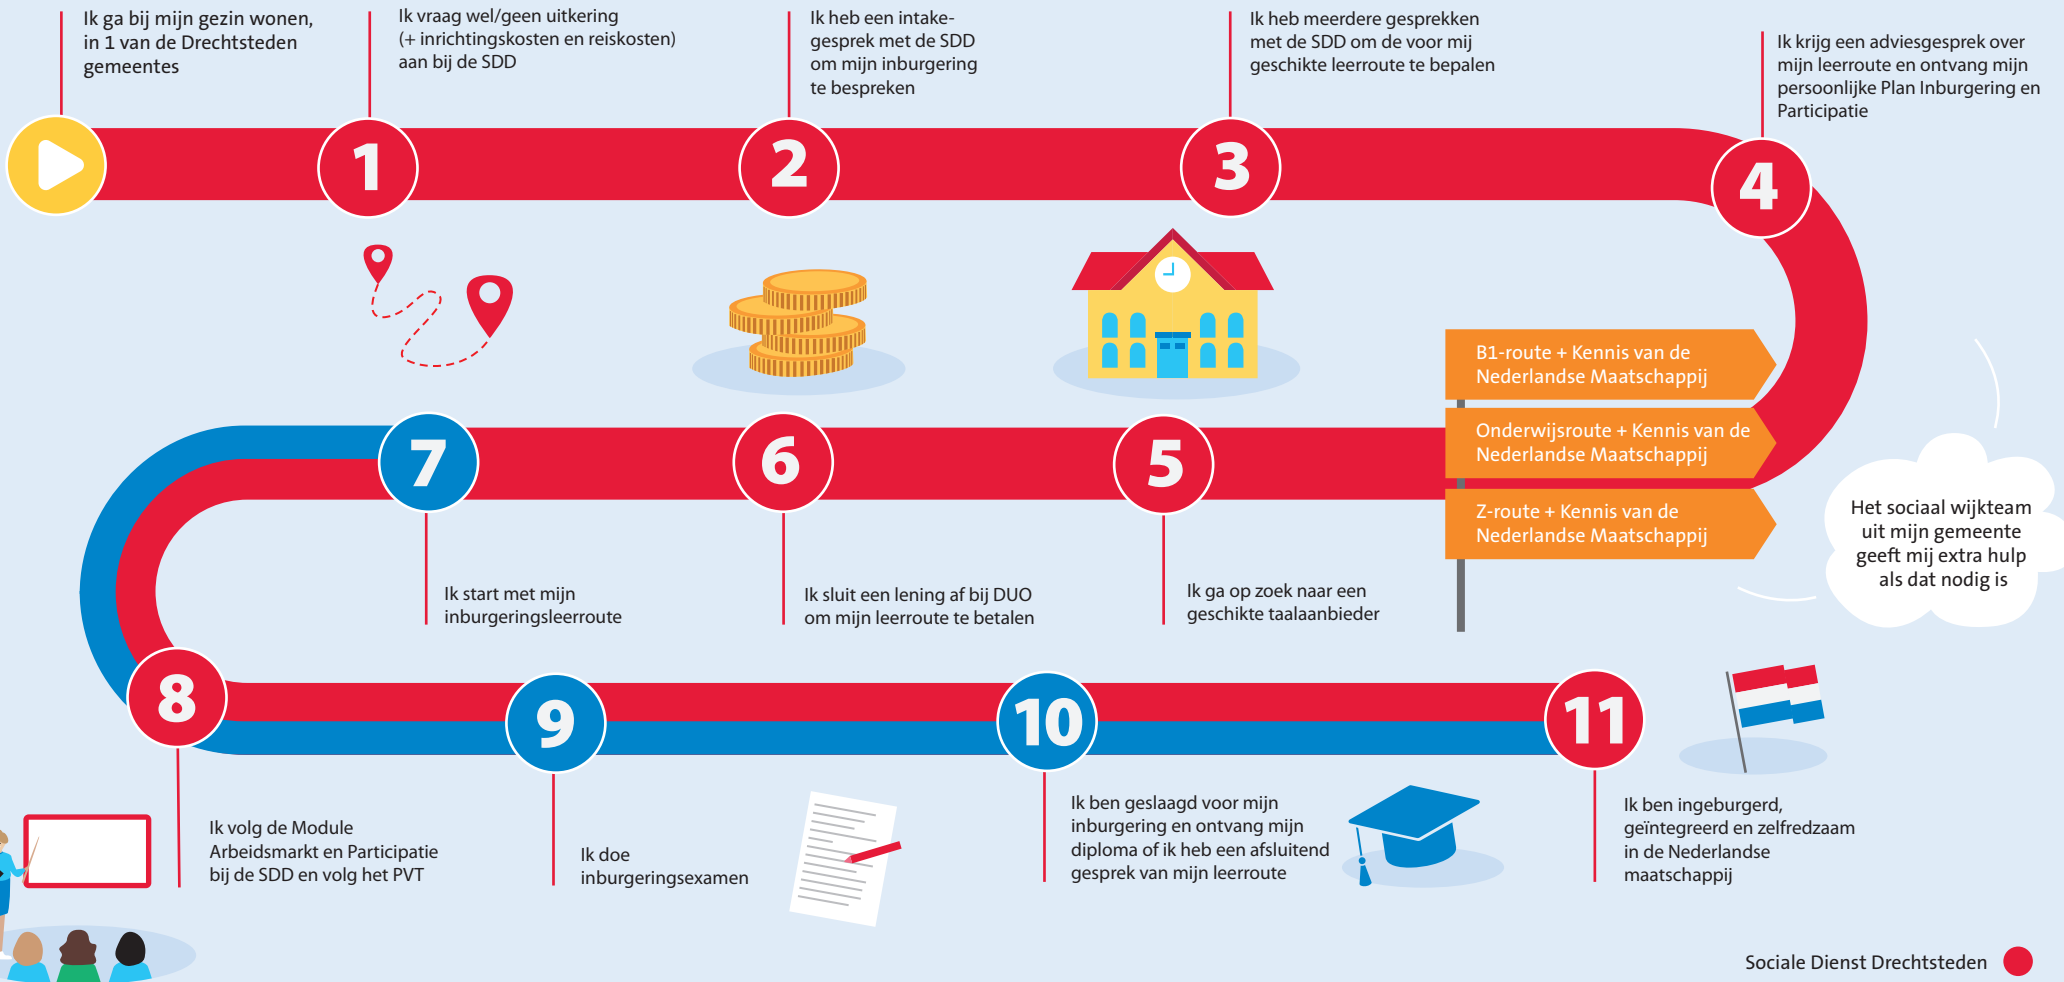 Ik ga bij mijn gezin wonen,
in 1 van de Drechtsteden
gemeentes
Ik vraag wel/geen uitkering
(+ inrichtingskosten en reiskosten)
aan bij de SDD
Ik heb een intake-
gesprek met de SDD
om mijn inburgering
te bespreken
Ik heb meerdere gesprekken
met de SDD om de voor mij
geschikte leerroute te bepalen
Ik krijg een adviesgesprek over
mijn leerroute en ontvang mijn
persoonlijke Plan Inburgering en
Participatie
1
2
3
4
B1-route + Kennis van de
Nederlandse Maatschappij
Onderwijsroute + Kennis van de
Nederlandse Maatschappij
Z-route + Kennis van de
Nederlandse Maatschappij
Het sociaal wijkteam
uit mijn gemeente
geeft mij extra hulp
als dat nodig is
5
Ik ga op zoek naar een
geschikte taalaanbieder
6
Ik sluit een lening af bij DUO
om mijn leerroute te betalen
7
Ik start met mijn
inburgeringsleerroute
8
Ik volg de Module
Arbeidsmarkt en Participatie
bij de SDD en volg het PVT
9
Ik doe
inburgeringsexamen
10
Ik ben geslaagd voor mijn
inburgering en ontvang mijn
diploma of ik heb een afsluitend
gesprek van mijn leerroute
11
Ik ben ingeburgerd,
geïntegreerd en zelfredzaam
in de Nederlandse
maatschappij
Sociale Dienst Drechtsteden